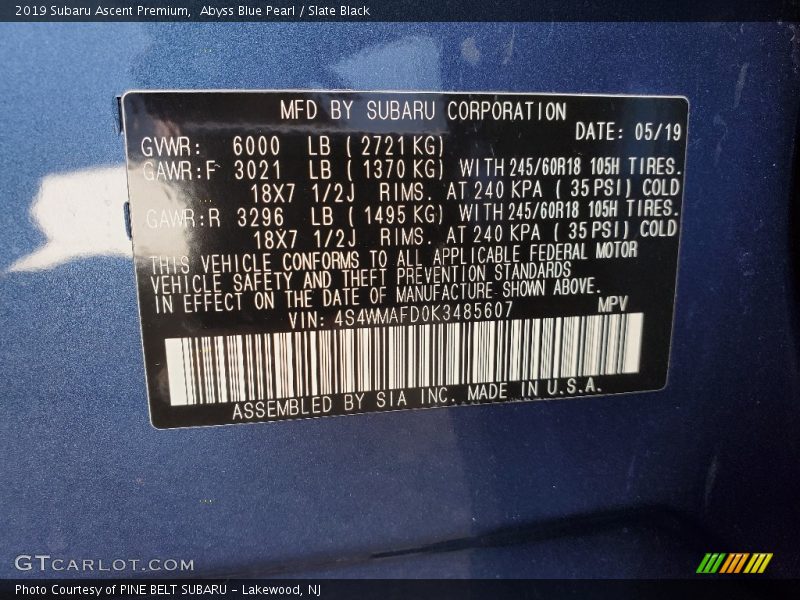 2019 Subaru Ascent Premium,  Abyss Blue Pearl / Slate Black
MFD BY SUBARU CORPORATION
DATE: 05/19
GVWR: 6000 LB ( 2721 KG)
GAWR:F 3021 LB ( 1370 KG) WITH 245/60R18 105H TIRES.
18X7 1/2J RIMS. AT 240 KPA ( 35 PSI) COLD
GAWR:R 3296 LB ( 1495 KG) WITH 245/60R18 105H TIRES.
18X7 1/2J RIMS. AT 240 KPA ( 35 PSI) COLD
THIS VEHICLE CONFORMS TO ALL APPLICABLE FEDERAL MOTOR
VEHICLE SAFETY AND THEFT PREVENTION STANDARDS
IN EFFECT ON THE DATE OF MANUFACTURE SHOWN ABOVE.
VIN: 4S4WMAFD0K3485607 MPV
ASSEMBLED BY SIA INC. MADE IN U.S.A.
GTCARLOT.COM
Photo Courtesy of PINE BELT SUBARU - Lakewood, NJ